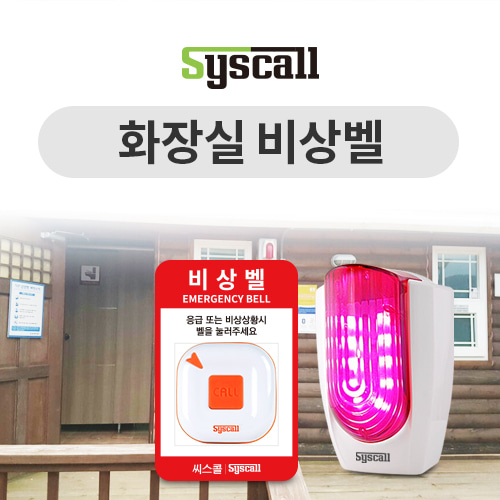 Syscall
화장실 비상벨
비상벨
EMERGENCY BELL
응급 또는 비상상황시
벨을 눌러주세요
CALL
Syscall
씨스콜 Syscall
Syscall